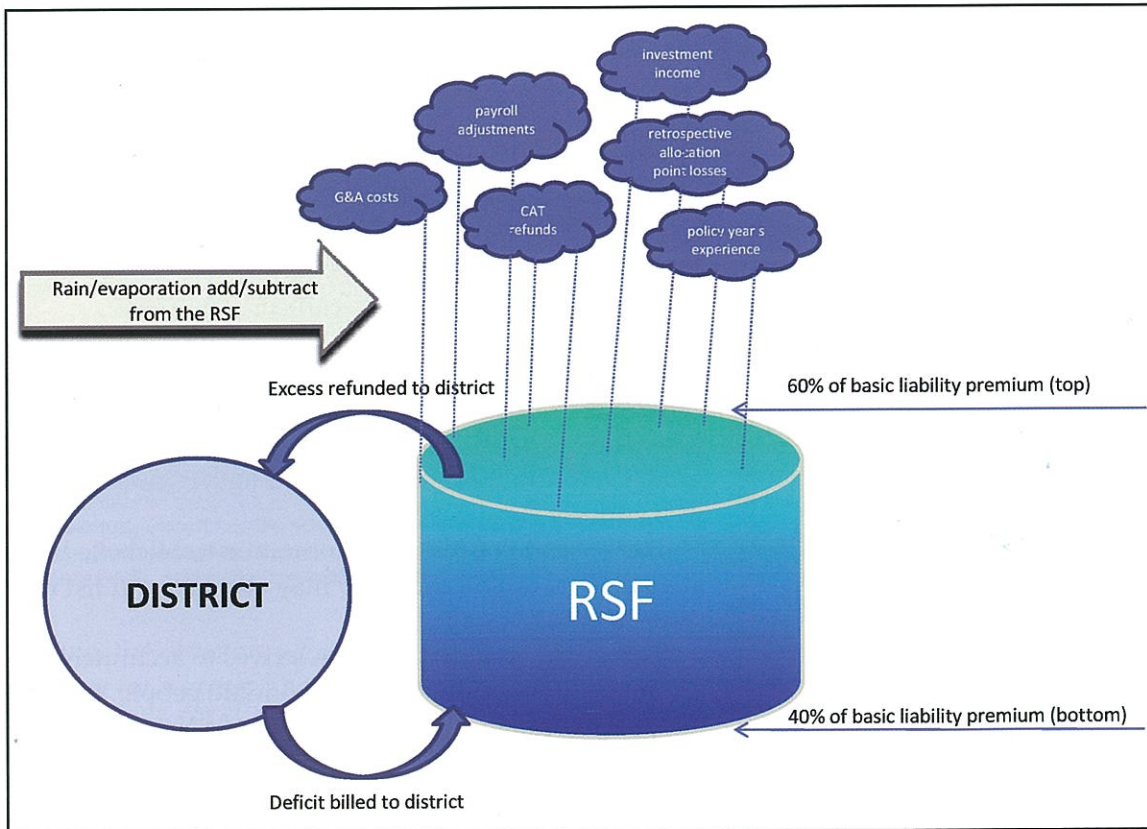 investment
income
payroll
adjustments
retrospective
allocation
point losses
G&A costs
CAT
refunds
policy year s
experience
Rain/evaporation add/subtract
from the RSF
Excess refunded to district
60% of basic liability premium (top)
DISTRICT
RSF
40% of basic liability premium (bottom)
Deficit billed to district